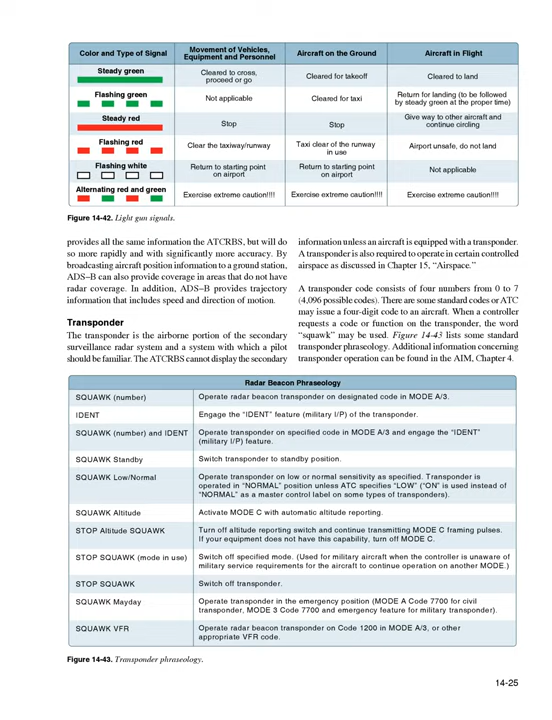 Color and Type of Signal
Movement of Vehicles,
Equipment and Personnel
Aircraft on the Ground
Aircraft in Flight
Steady green
Cleared to cross,
proceed or go
Cleared for takeoff
Cleared to land
Flashing green
Not applicable
Cleared for taxi
Return for landing (to be followed
by steady green at the proper time)
Steady red
Stop
Stop
Give way to other aircraft and
continue circling
Flashing red
Clear the taxiway/runway
Taxi clear of the runway
in use
Airport unsafe, do not land
Flashing white
Return to starting point
on airport
Return to starting point
on airport
Not applicable
Alternating red and green
Exercise extreme caution!!!!
Exercise extreme caution!!!!
Exercise extreme caution!!!!
Figure 14-42. Light gun signals.
provides all the same information the ATCRBS, but will do
so more rapidly and with significantly more accuracy. By
broadcasting aircraft position information to a ground station,
ADS–B can also provide coverage in areas that do not have
radar coverage. In addition, ADS–B provides trajectory
information that includes speed and direction of motion.
Transponder
The transponder is the airborne portion of the secondary
surveillance radar system and a system with which a pilot
should be familiar. The ATCRBS cannot display the secondary
information unless an aircraft is equipped with a transponder.
A transponder is also required to operate in certain controlled
airspace as discussed in Chapter 15, “Airspace.”
A transponder code consists of four numbers from 0 to 7
(4,096 possible codes). There are some standard codes or ATC
may issue a four-digit code to an aircraft. When a controller
requests a code or function on the transponder, the word
“squawk” may be used. Figure 14-43 lists some standard
transponder phraseology. Additional information concerning
transponder operation can be found in the AIM, Chapter 4.
Radar Beacon Phraseology
SQUAWK (number)
Operate radar beacon transponder on designated code in MODE A/3.
IDENT
Engage the “IDENT” feature (military I/P) of the transponder.
SQUAWK (number) and IDENT
Operate transponder on specified code in MODE A/3 and engage the “IDENT”
(military I/P) feature.
SQUAWK Standby
Switch transponder to standby position.
SQUAWK Low/Normal
Operate transponder on low or normal sensitivity as specified. Transponder is
operated in “NORMAL” position unless ATC specifies “LOW” (“ON” is used instead of
“NORMAL” as a master control label on some types of transponders).
SQUAWK Altitude
Activate MODE C with automatic altitude reporting.
STOP Altitude SQUAWK
Turn off altitude reporting switch and continue transmitting MODE C framing pulses.
If your equipment does not have this capability, turn off MODE C.
STOP SQUAWK (mode in use)
Switch off specified mode. (Used for military aircraft when the controller is unaware of
military service requirements for the aircraft to continue operation on another MODE.)
STOP SQUAWK
Switch off transponder.
SQUAWK Mayday
Operate transponder in the emergency position (MODE A Code 7700 for civil
transponder, MODE 3 Code 7700 and emergency feature for military transponder).
SQUAWK VFR
Operate radar beacon transponder on Code 1200 in MODE A/3, or other
appropriate VFR code.
Figure 14-43. Transponder phraseology.
14-25